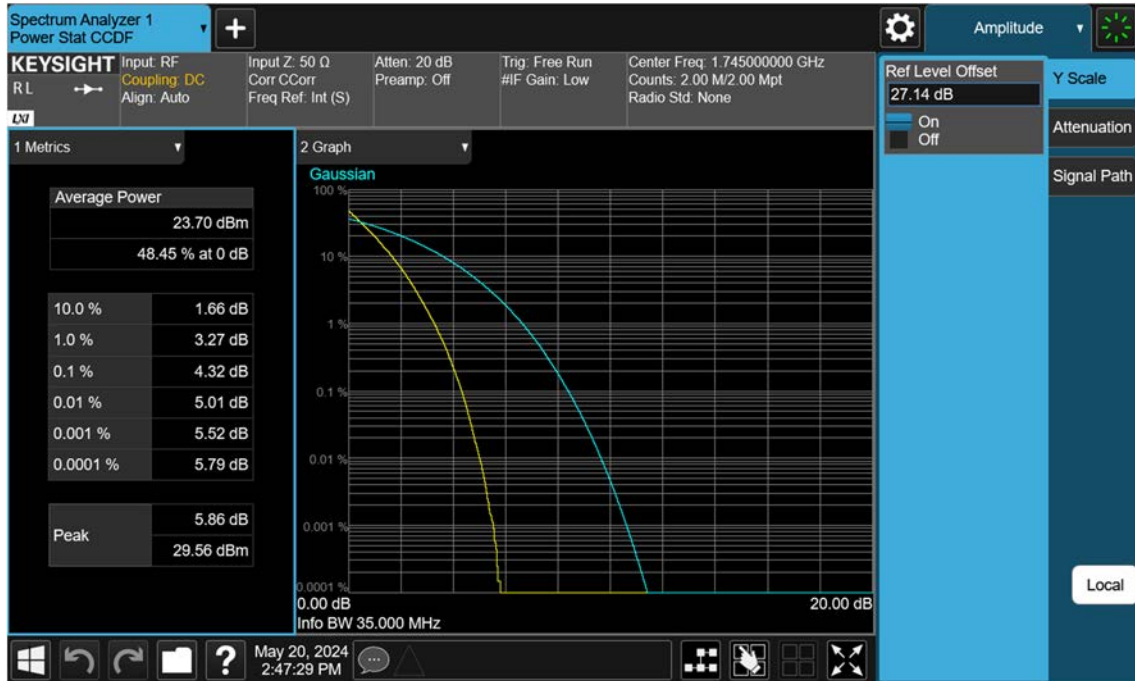 Spectrum Analyzer 1
Power Stat CCDF
Amplitude
KEYSIGHT
RL
LXI
Input: RF
Coupling: DC
Align: Auto
Input Z: 50 Ω
Corr CCorr
Freq Ref: Int (S)
Atten: 20 dB
Preamp: Off
Trig: Free Run
#IF Gain: Low
Center Freq: 1.745000000 GHz
Counts: 2.00 M/2.00 Mpt
Radio Std: None
Ref Level Offset
27.14 dB
On
Off
Y Scale
Attenuation
Signal Path
1 Metrics
Average Power
23.70 dBm
48.45 % at 0 dB
10.0 % 1.66 dB
1.0 % 3.27 dB
0.1 % 4.32 dB
0.01 % 5.01 dB
0.001 % 5.52 dB
0.0001 % 5.79 dB
Peak
5.86 dB
29.56 dBm
2 Graph
Gaussian
100 %
10 %
1 %
0.1 %
0.01 %
0.001 %
0.0001 %
0.00 dB 20.00 dB
Info BW 35.000 MHz
Local
?
May 20, 2024
2:47:29 PM